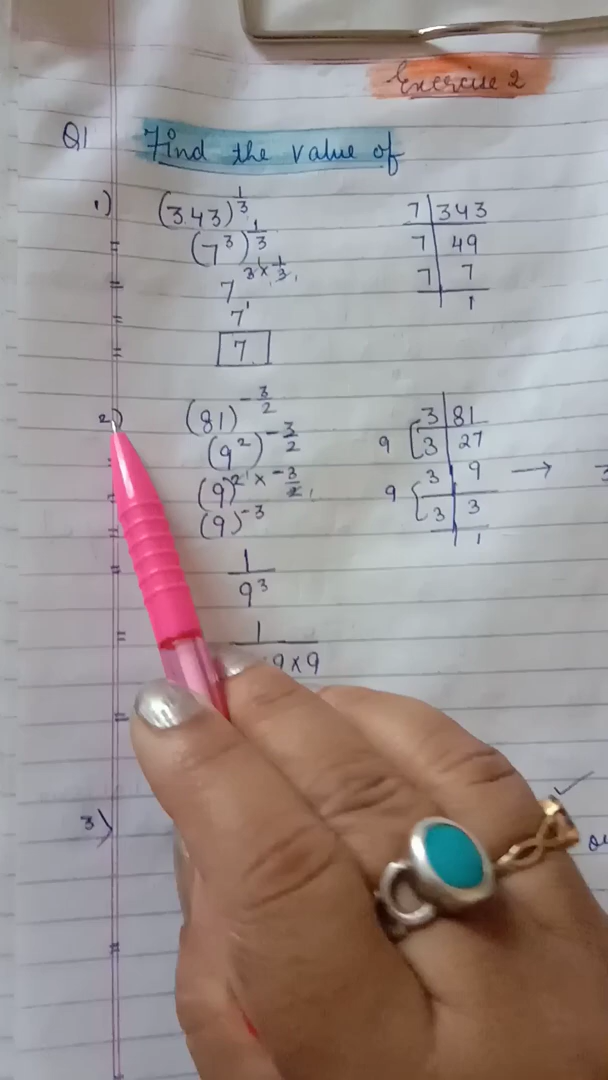 Exercise 2
Q1 Find the value of
1) (343)^(1/3)
= (7^3)^(1/3)
= 7^(3×1/3)
= 7^1
= 7
7 | 343
7 | 49
7 | 7
| 1
2) (81)^(-3/2)
= (9^2)^(-3/2)
= (9)^(2×-3/2)
= (9)^(-3)
= 1/9^3
= 1/9×9
9 3 | 81
3 | 27
9 3 | 9 →
3 | 3
| 1
=
3)
=